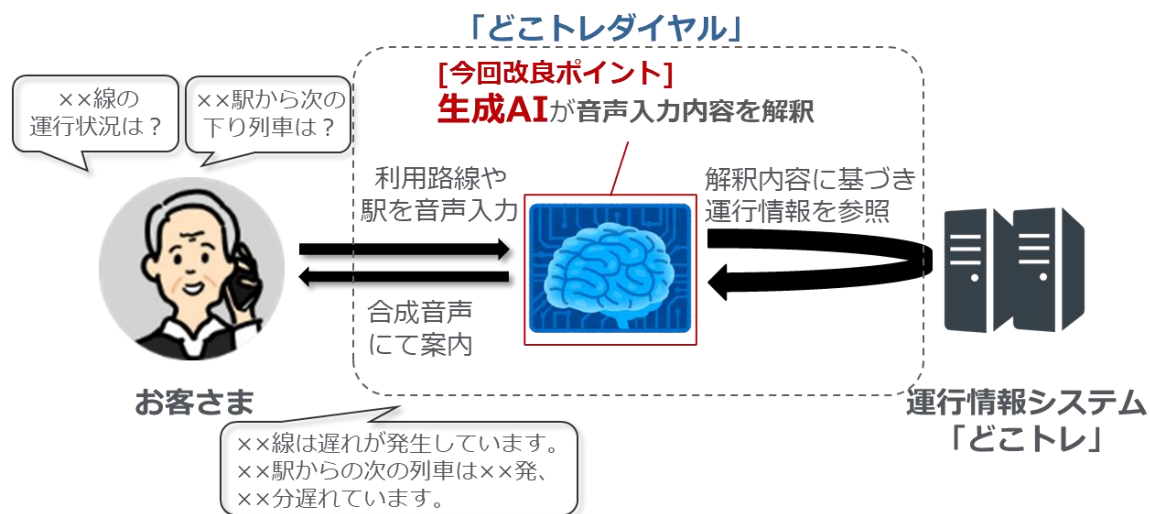 「どこトレダイヤル」
[今回改良ポイント]
生成AIが音声入力内容を解釈
××線の
運行状況は？
××駅から次の
下り列車は？
利用路線や
駅を音声入力
解釈内容に基づき
運行情報を参照
合成音声
にて案内
お客さま
運行情報システム
「どこトレ」
××線は遅れが発生しています。
××駅からの次の列車は××発、
××分遅れています。